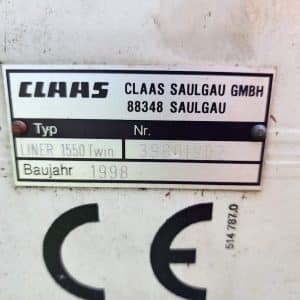 CLAAS CLAAS SAULGAU GMBH
88348 SAULGAU
Typ Nr.
LINER 1550 Twin
Baujahr 1998
CE
514 787.0